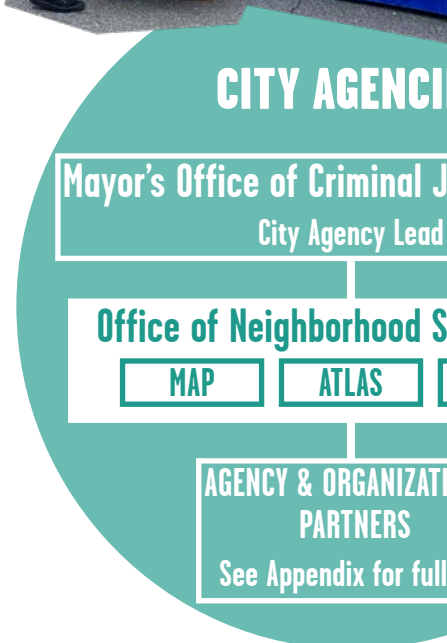 CITY AGENCI
Mayor's Office of Criminal J
City Agency Lead
Office of Neighborhood S
MAP ATLAS
AGENCY & ORGANIZATI
PARTNERS
See Appendix for full